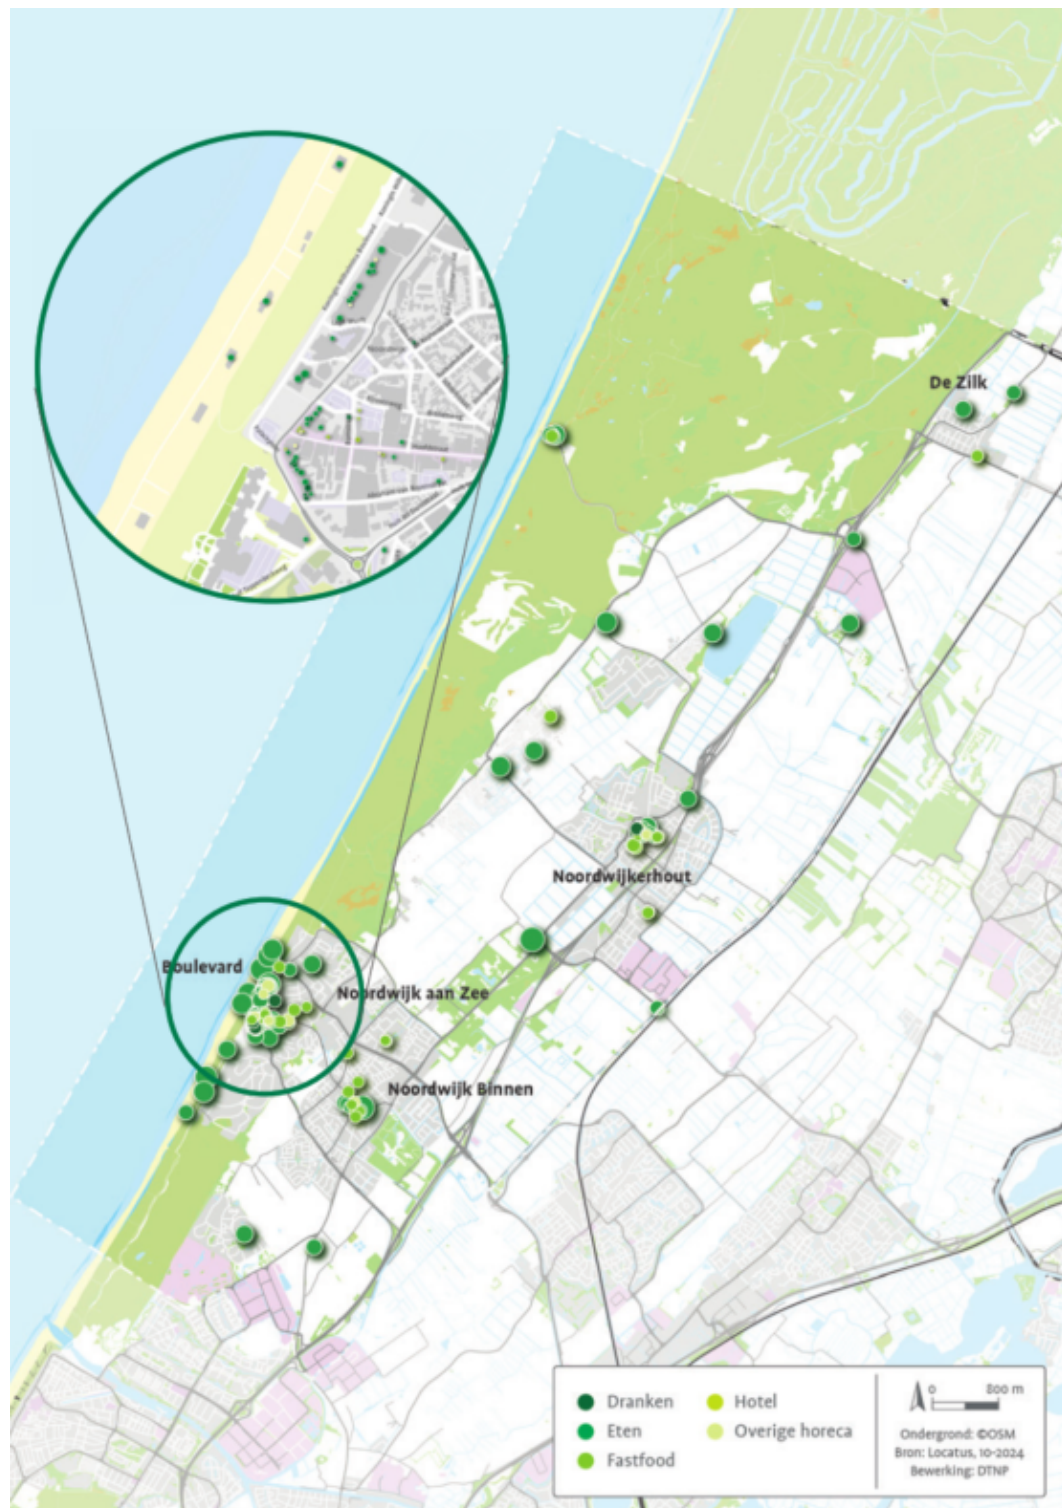 De Zilk
Noordwijkerhout
Boulevard
Noordwijk aan Zee
Noordwijk Binnen
Dranken
Eten
Fastfood
Hotel
Overige horeca
0 800 m
Ondergrond: ©OSM
Bron: Locatus, 10-2024
Bewerking: DTNP